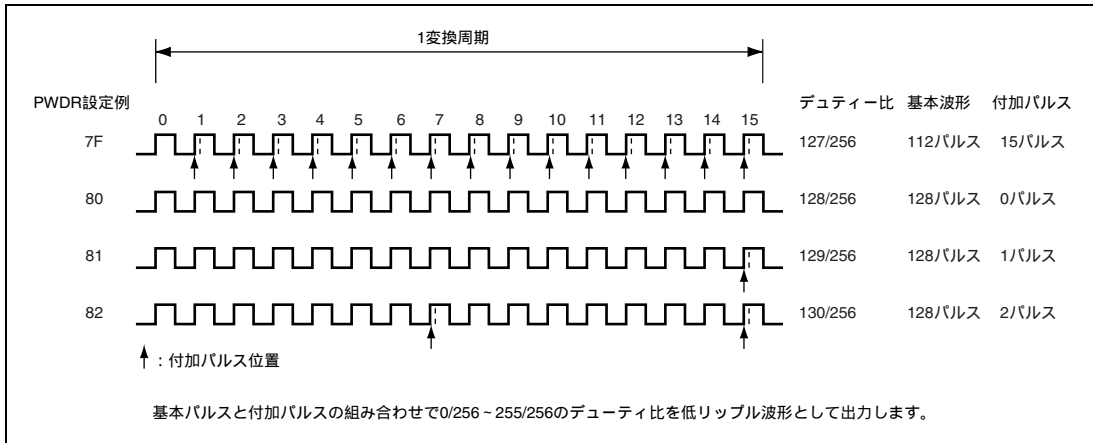 1変換周期
PWDR設定例 デューティー比 基本波形 付加パルス
0 1 2 3 4 5 6 7 8 9 10 11 12 13 14 15
7F 127/256 112パルス 15パルス
80 128/256 128パルス 0パルス
81 129/256 128パルス 1パルス
82 130/256 128パルス 2パルス
：付加パルス位置
基本パルスと付加パルスの組み合わせで0/256～255/256のデューティ比を低リップル波形として出力します。